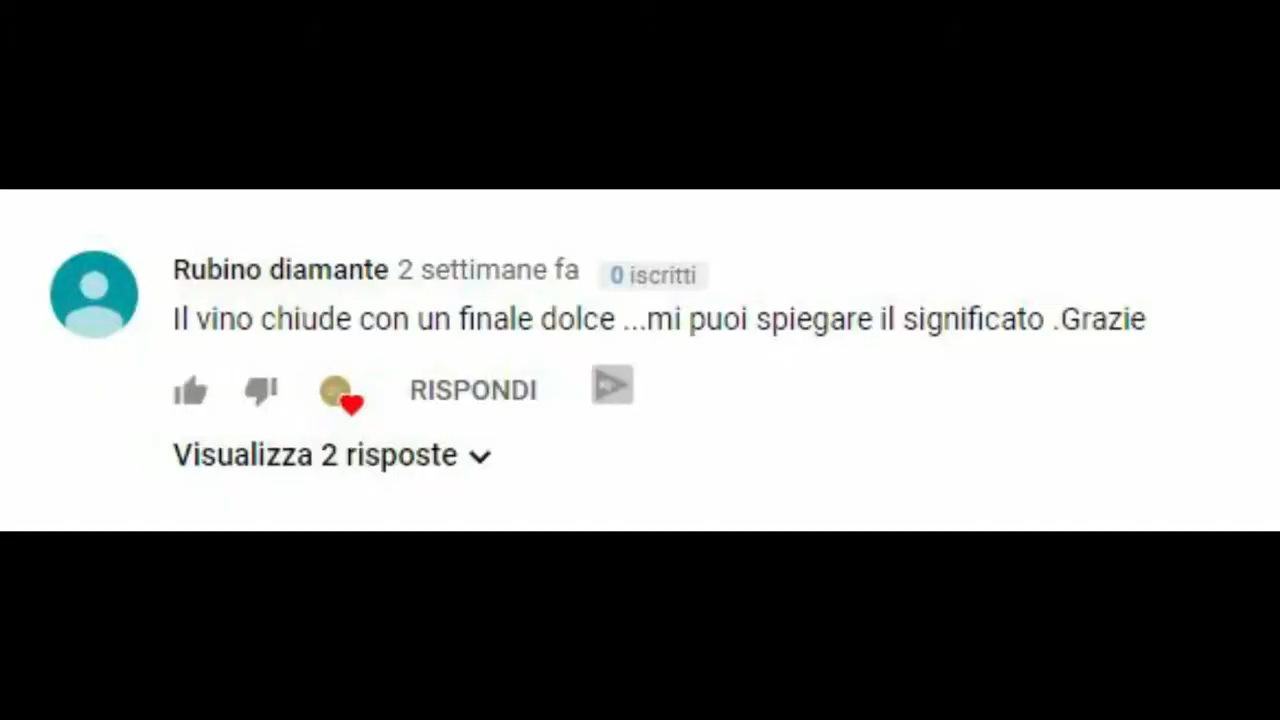 Rubino diamante 2 settimane fa 0 iscritti
Il vino chiude con un finale dolce ...mi puoi spiegare il significato .Grazie
RISPONDI
Visualizza 2 risposte